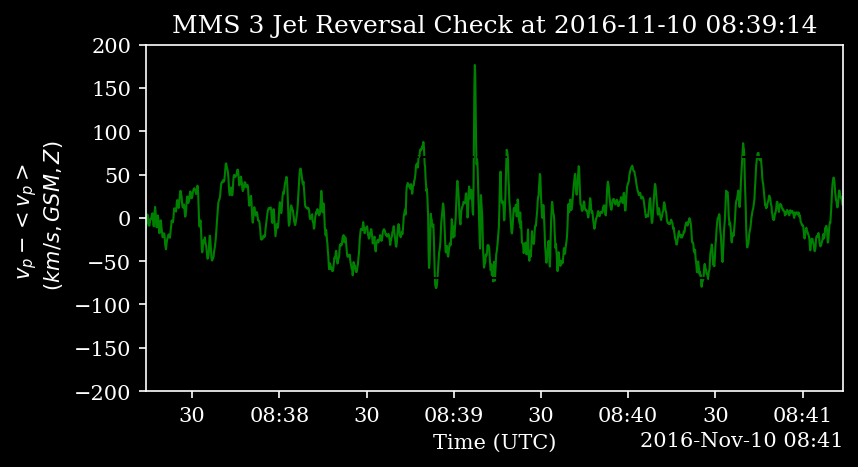 MMS 3 Jet Reversal Check at 2016-11-10 08:39:14
200
150
100
50
0
−50
−100
−150
−200
v_p − <v_p>
(km/s, GSM, Z)
30 08:38 30 08:39 30 08:40 30 08:41
Time (UTC)
2016-Nov-10 08:41